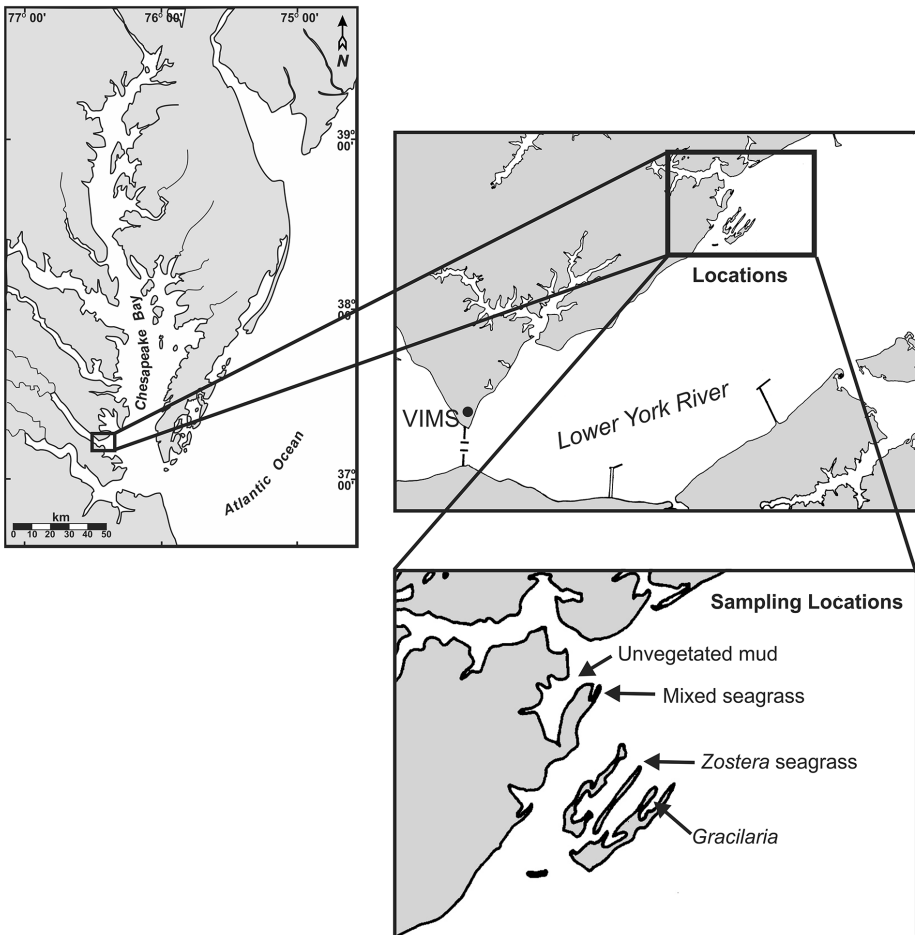 77° 00'
76° 00'
75° 00'
N
39°
00'
38°
00'
37°
00'
Chesapeake Bay
Atlantic Ocean
km
0 10 20 30 40 50
Locations
VIMS
Lower York River
Sampling Locations
Unvegetated mud
Mixed seagrass
Zostera seagrass
Gracilaria